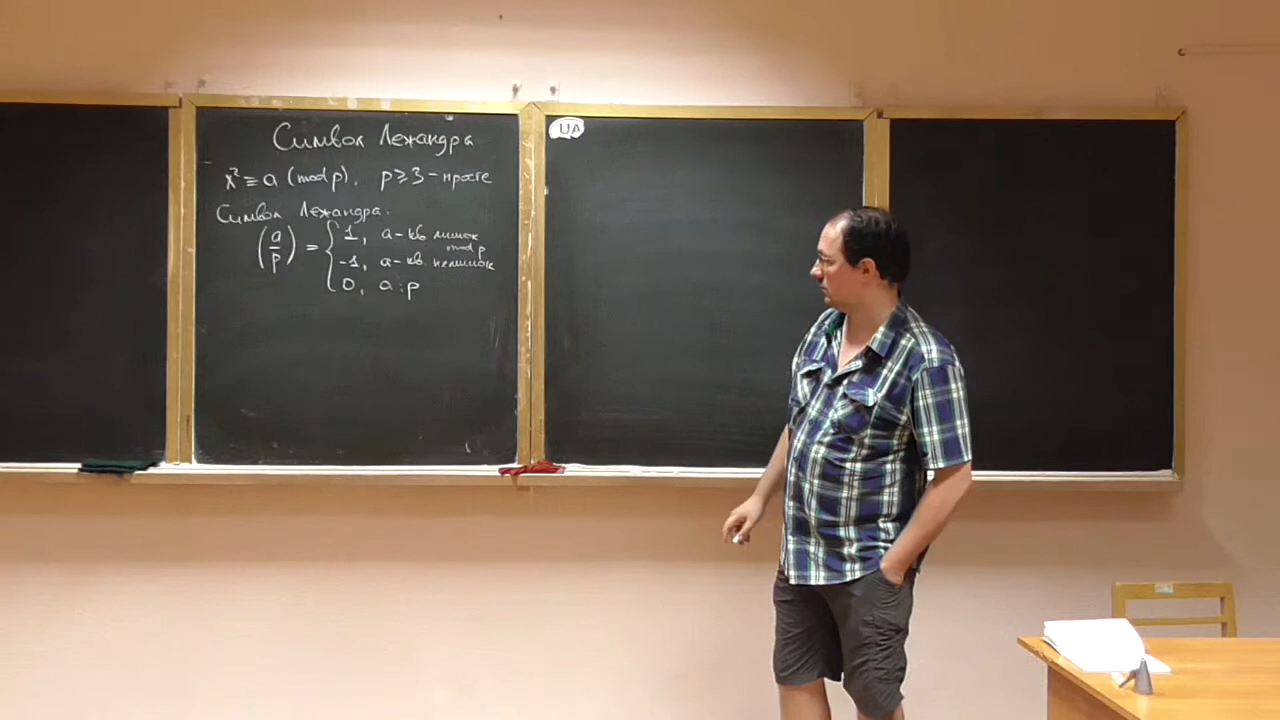 Символ Лежандра
x² ≡ a (mod p), p ≥ 3 – просте
Символ Лежандра.
(a/p) = { 1, a – кв. лишок
mod p
-1, a – кв. нелишок
0, a ⋮ p
UA